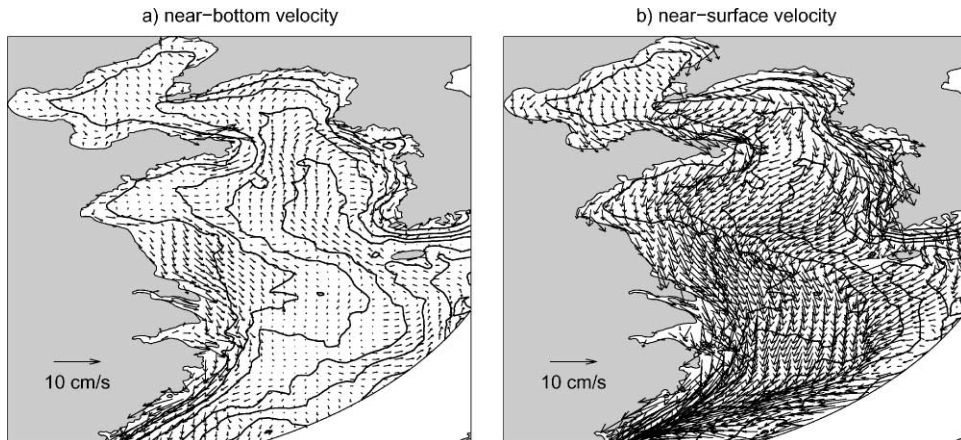 a) near−bottom velocity
b) near−surface velocity
10 cm/s
10 cm/s